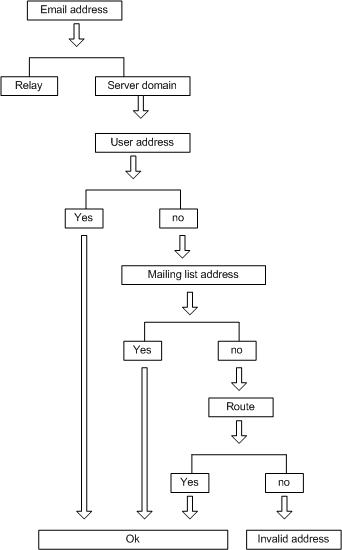 Email address
Relay
Server domain
User address
Yes
no
Mailing list address
Yes
no
Route
Yes
no
Ok
Invalid address